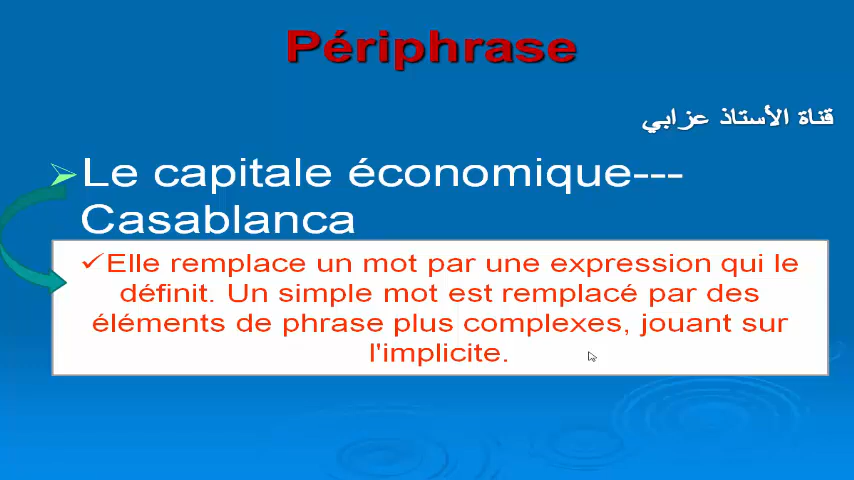 Périphrase
قناة الأستاذ عزابي
Le capitale économique---
Casablanca
Elle remplace un mot par une expression qui le
définit. Un simple mot est remplacé par des
éléments de phrase plus complexes, jouant sur
l'implicite.